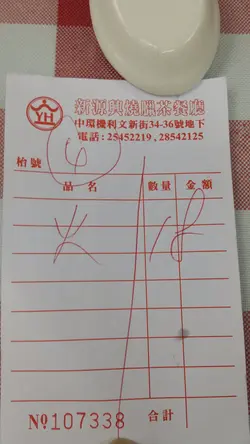 HY
新源興燒臘茶餐廳
中環機利文新街34-36號地下
電話:25452219,28542125
枱號 4
品名 數量 金額
18
№107338 合計